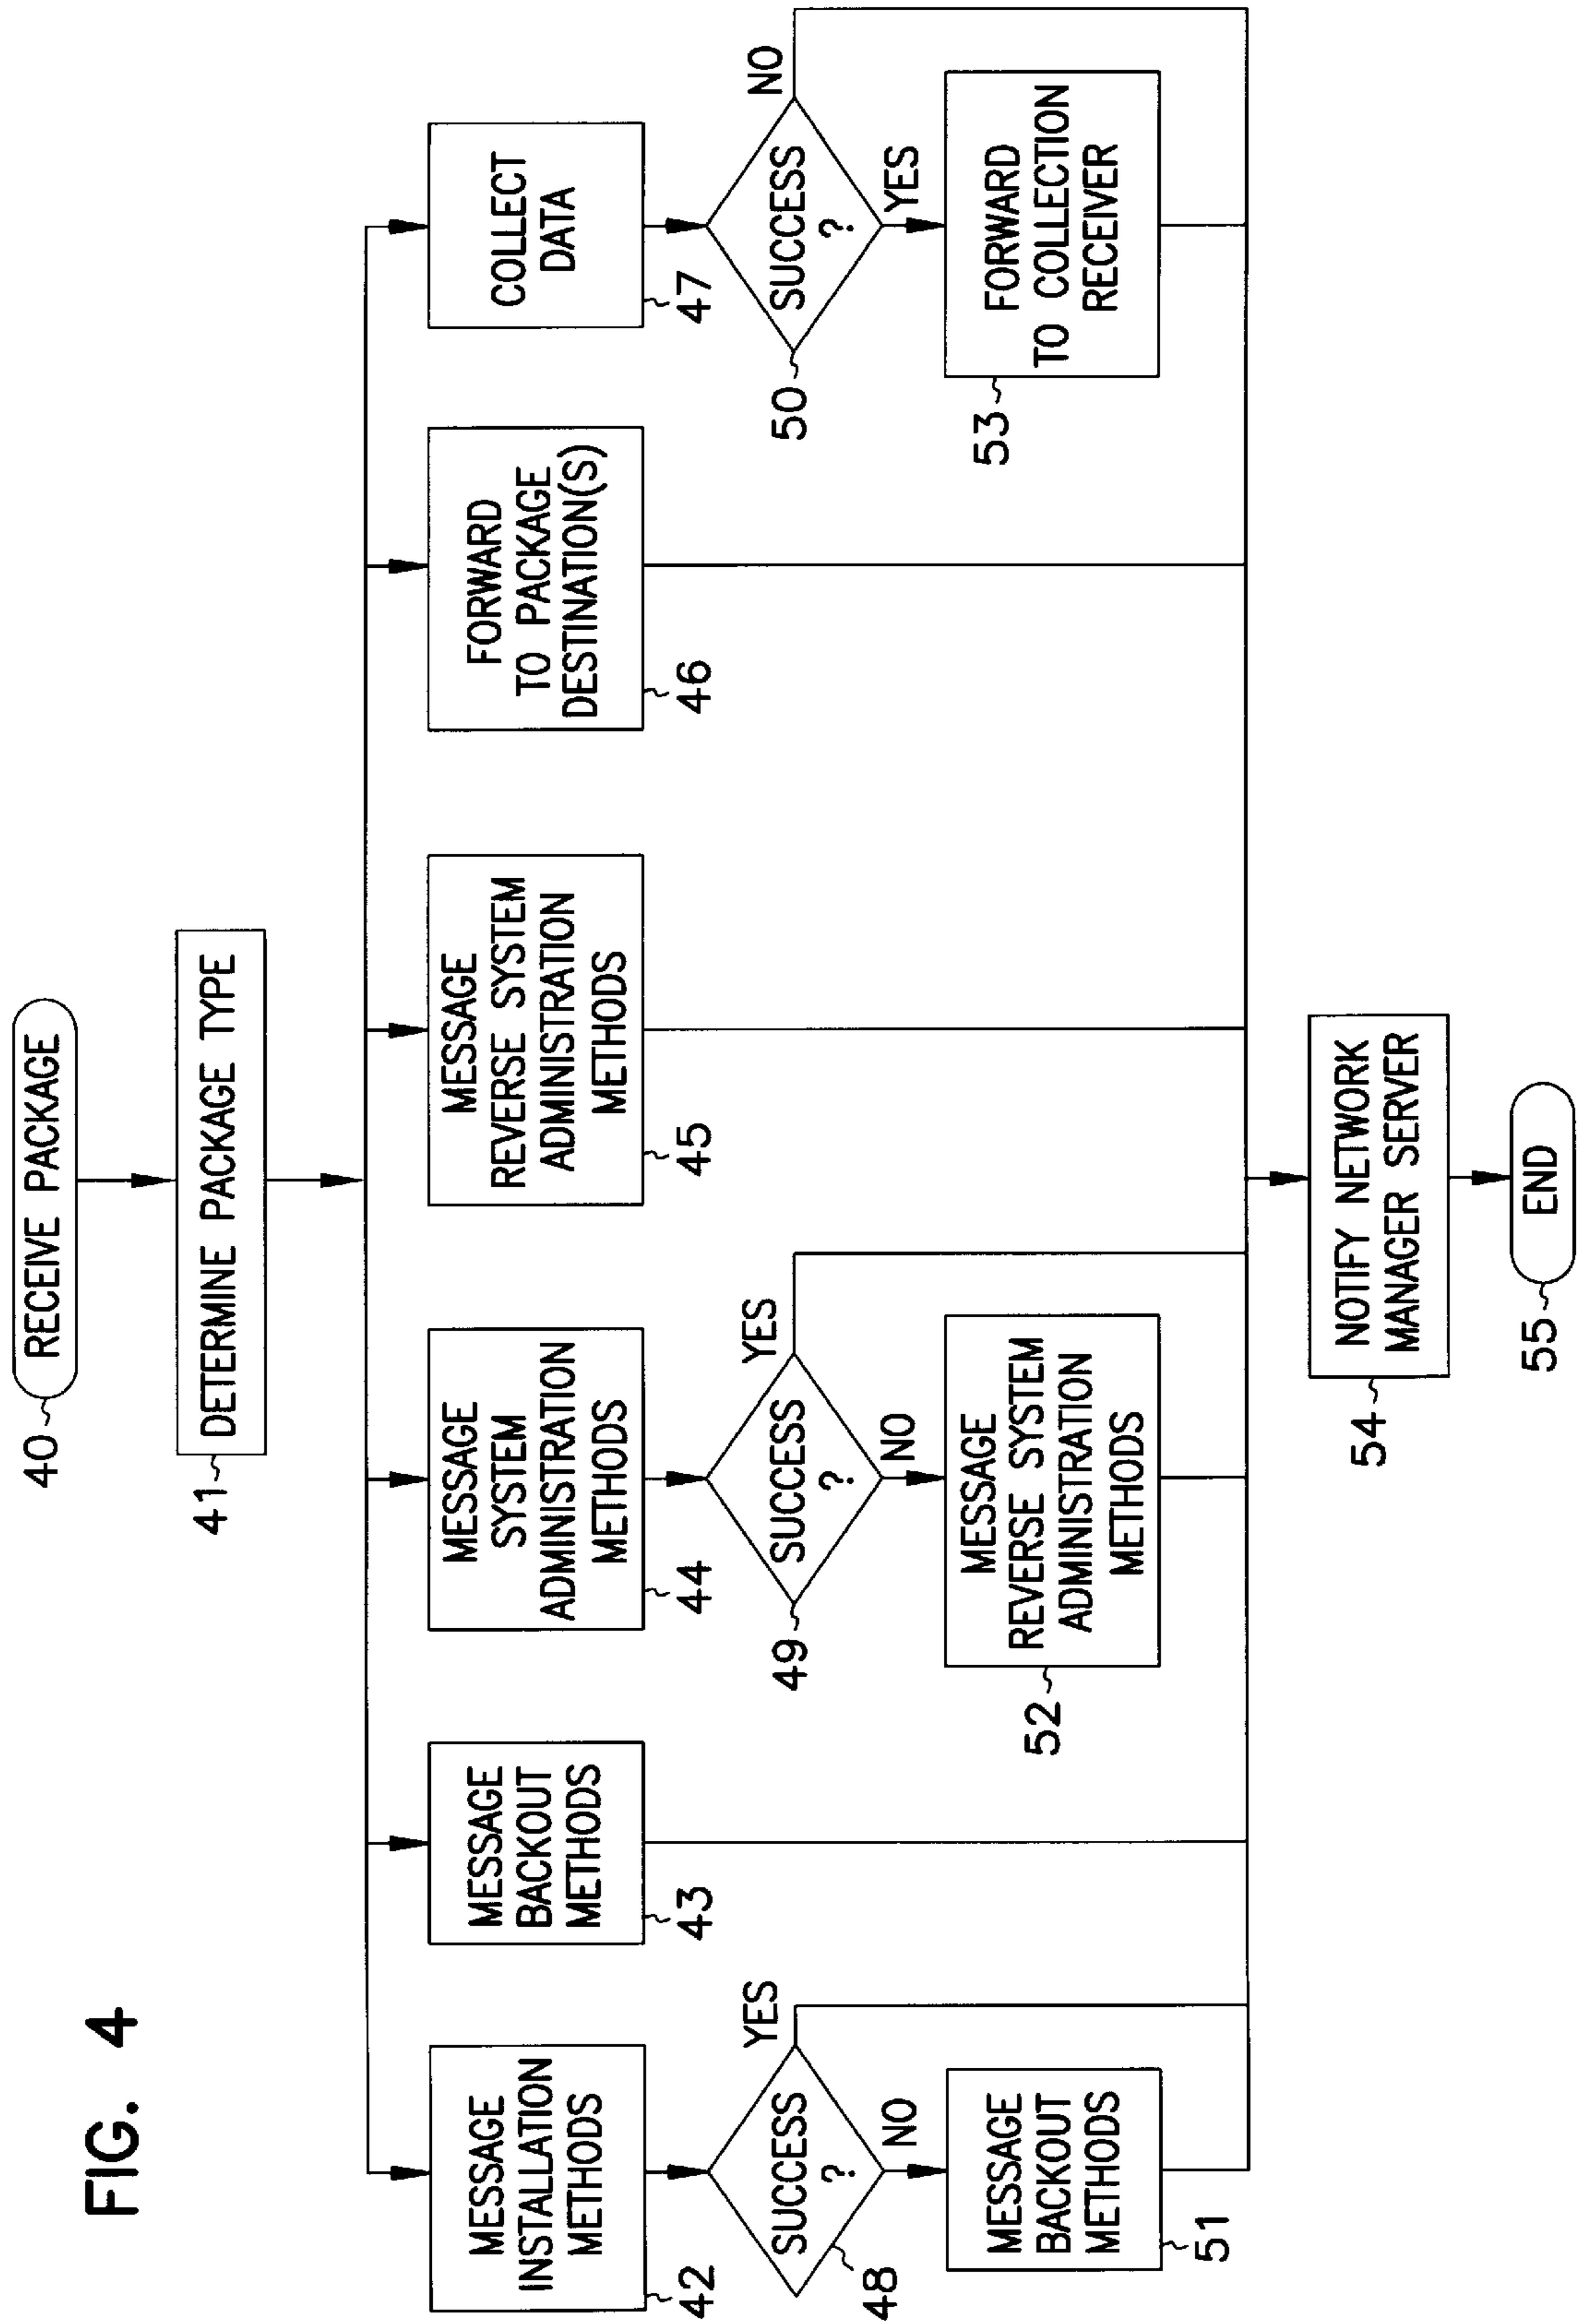 FIG. 4
40
RECEIVE PACKAGE
41
DETERMINE PACKAGE TYPE
MESSAGE
INSTALLATION
METHODS
42
MESSAGE
BACKOUT
METHODS
43
MESSAGE
SYSTEM
ADMINISTRATION
METHODS
44
MESSAGE
REVERSE SYSTEM
ADMINISTRATION
METHODS
45
FORWARD
TO PACKAGE
DESTINATION(S)
46
COLLECT
DATA
47
SUCCESS
?
48
YES
NO
SUCCESS
?
49
YES
NO
SUCCESS
?
50
NO
YES
MESSAGE
BACKOUT
METHODS
51
MESSAGE
REVERSE SYSTEM
ADMINISTRATION
METHODS
52
FORWARD
TO COLLECTION
RECEIVER
53
NOTIFY NETWORK
MANAGER SERVER
54
END
55